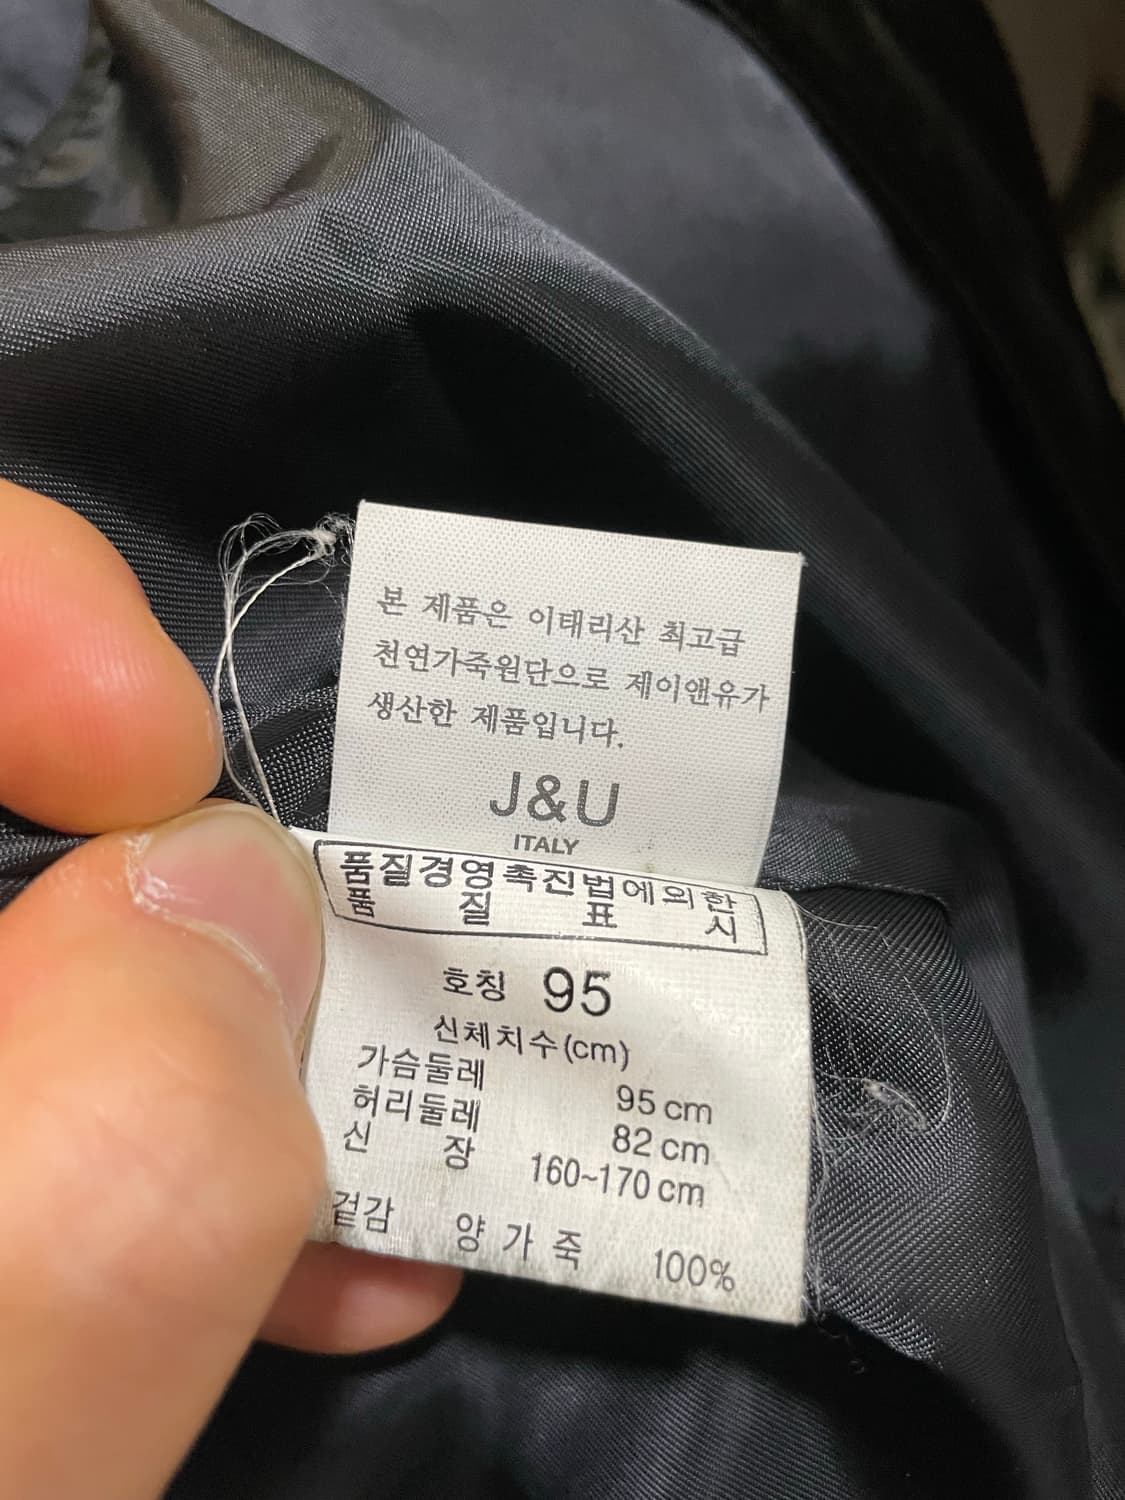 본 제품은 이태리산 최고급
천연가죽원단으로 제이앤유가
생산한 제품입니다.
J&U
ITALY
품질경영촉진법에의한
품 질 표 시
호칭 95
신체치수(cm)
가슴둘레 95 cm
허리둘레 82 cm
신 장 160~170 cm
겉감 양 가 죽 100%